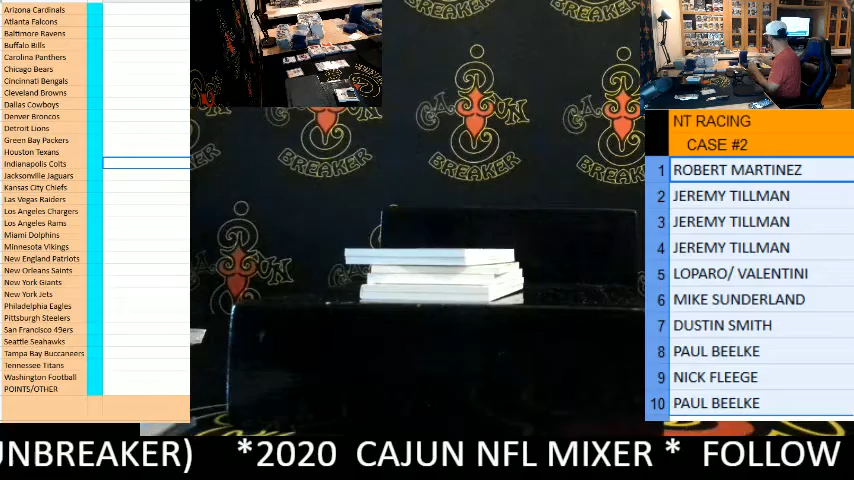 Arizona Cardinals
Atlanta Falcons
Baltimore Ravens
Buffalo Bills
Carolina Panthers
Chicago Bears
Cincinnati Bengals
Cleveland Browns
Dallas Cowboys
Denver Broncos
Detroit Lions
Green Bay Packers
Houston Texans
Indianapolis Colts
Jacksonville Jaguars
Kansas City Chiefs
Las Vegas Raiders
Los Angeles Chargers
Los Angeles Rams
Miami Dolphins
Minnesota Vikings
New England Patriots
New Orleans Saints
New York Giants
New York Jets
Philadelphia Eagles
Pittsburg Steelers
San Francisco 49ers
Seattle Seahawks
Tampa Bay Buccaneers
Tennessee Titans
Washington Football
POINTS/OTHER
CAJUN
BREAKER
NT RACING
CASE #2
1 ROBERT MARTINEZ
2 JEREMY TILLMAN
3 JEREMY TILLMAN
4 JEREMY TILLMAN
5 LOPARO/ VALENTINI
6 MIKE SUNDERLAND
7 DUSTIN SMITH
8 PAUL BEELKE
9 NICK FLEEGE
10 PAUL BEELKE
UNBREAKER) *2020 CAJUN NFL MIXER * FOLLOW